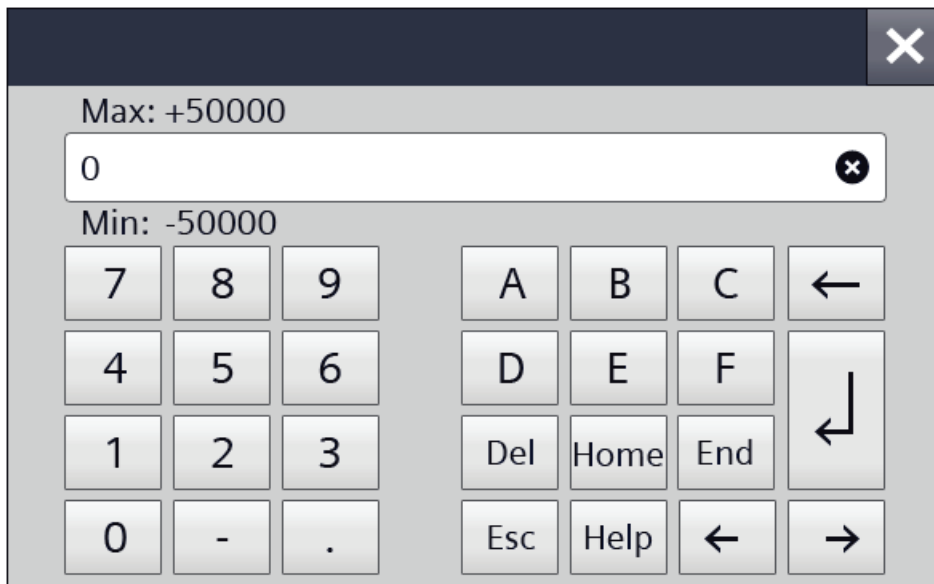 Max: +50000
0
Min: -50000
7 8 9 A B C ←
4 5 6 D E F ↵
1 2 3 Del Home End
0 - . Esc Help ← →